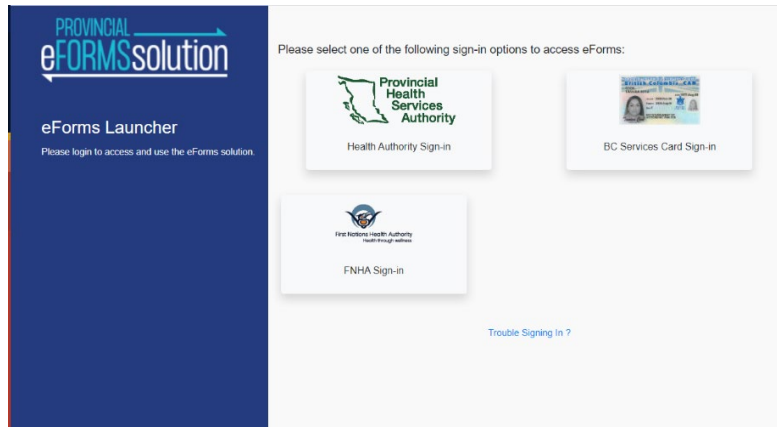 PROVINCIAL
eFORMSsolution
eForms Launcher
Please login to access and use the eForms solution.
Please select one of the following sign-in options to access eForms:
Provincial
Health
Services
Authority
Health Authority Sign-in
BC Services Card Sign-in
First Nations Health Authority
Health through wellness
FNHA Sign-in
Trouble Signing In ?